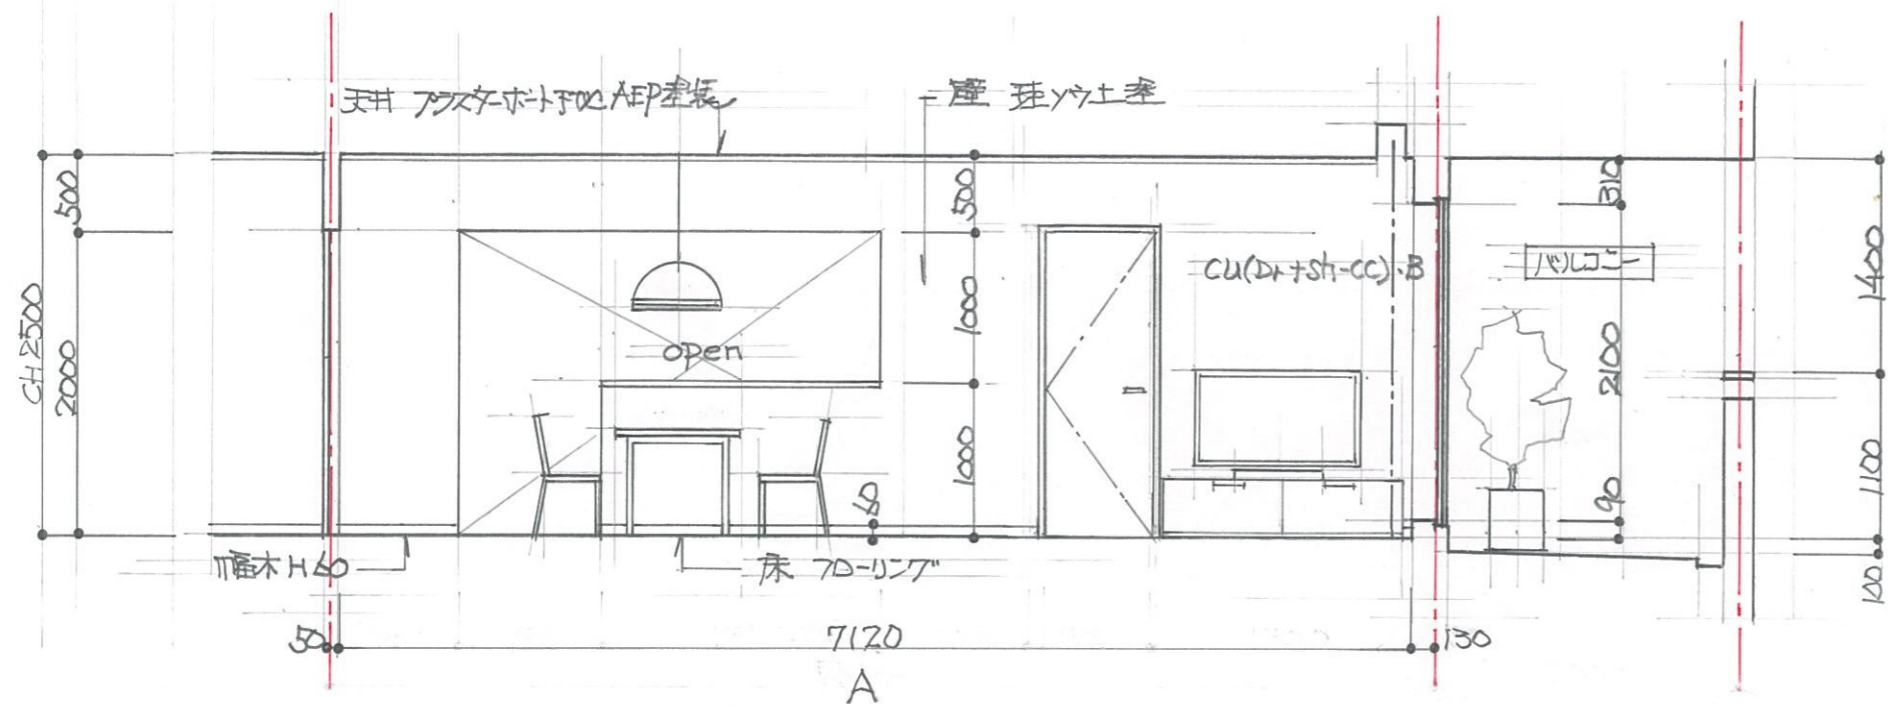 天井 プラスターボード下地 AEP塗装
壁 珪ソウ土塗
500
500
310
CH 2500
2000
1000
CU(Dr+Sh-CC)・B
バルコニー
1400
open
2100
1000
60
90
1100
巾木 H60
床 フローリング
100
50
7120
130
A